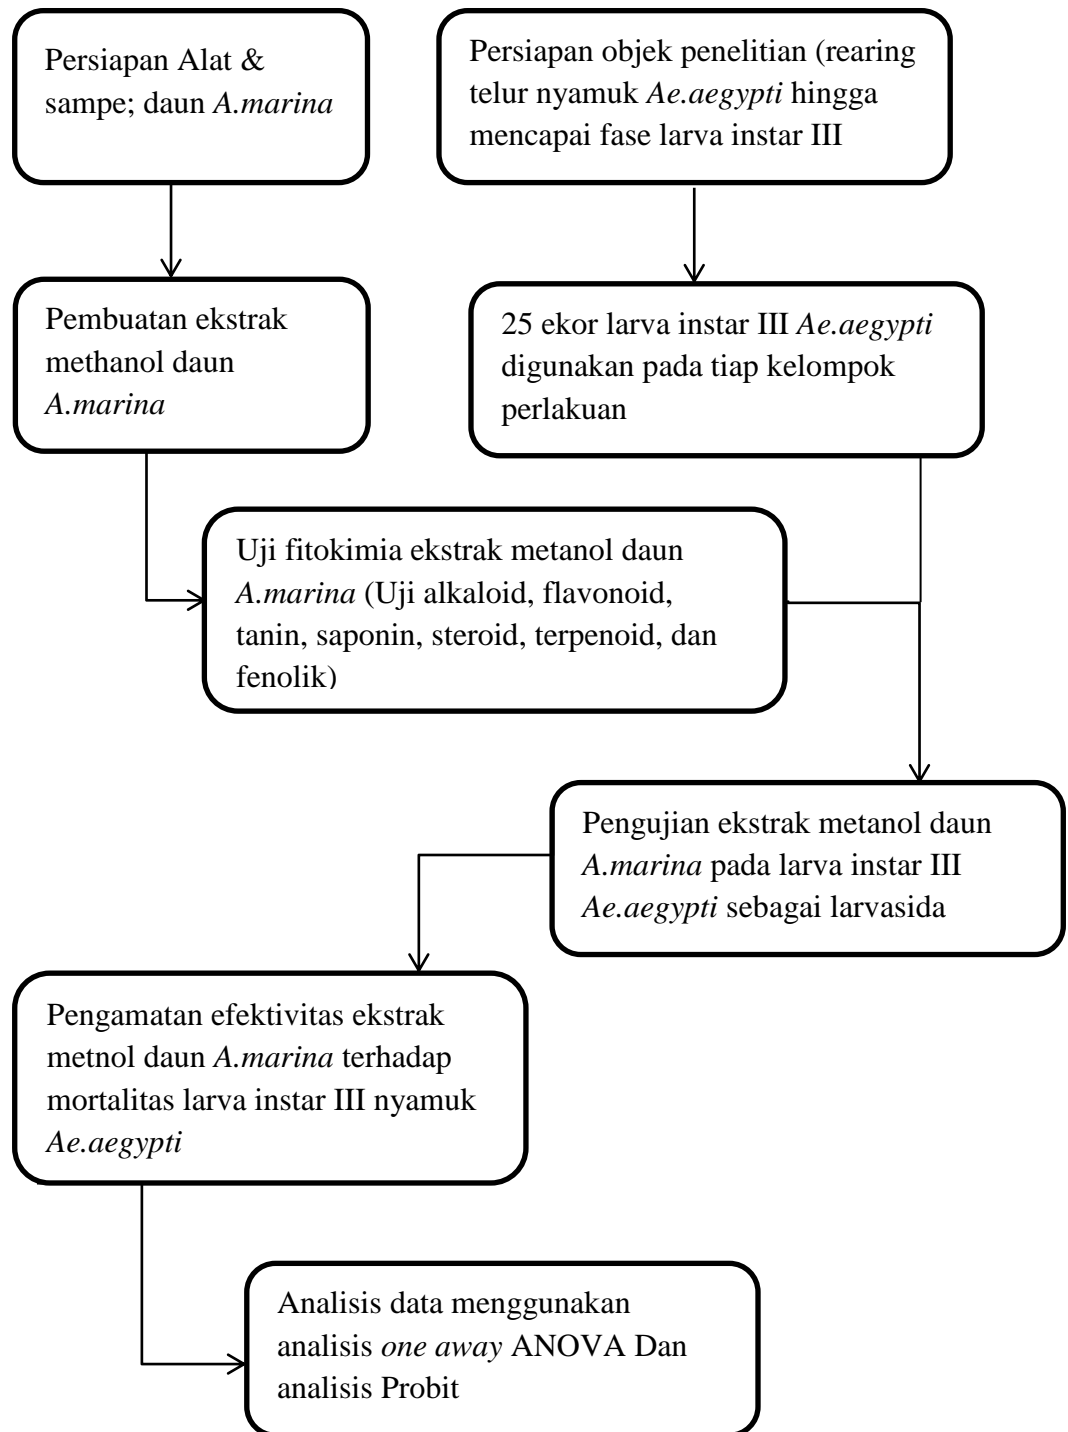 Persiapan Alat &
sampe; daun A.marina
Persiapan objek penelitian (rearing
telur nyamuk Ae.aegypti hingga
mencapai fase larva instar III
Pembuatan ekstrak
methanol daun
A.marina
25 ekor larva instar III Ae.aegypti
digunakan pada tiap kelompok
perlakuan
Uji fitokimia ekstrak metanol daun
A.marina (Uji alkaloid, flavonoid,
tanin, saponin, steroid, terpenoid, dan
fenolik)
Pengujian ekstrak metanol daun
A.marina pada larva instar III
Ae.aegypti sebagai larvasida
Pengamatan efektivitas ekstrak
metnol daun A.marina terhadap
mortalitas larva instar III nyamuk
Ae.aegypti
Analisis data menggunakan
analisis one away ANOVA Dan
analisis Probit